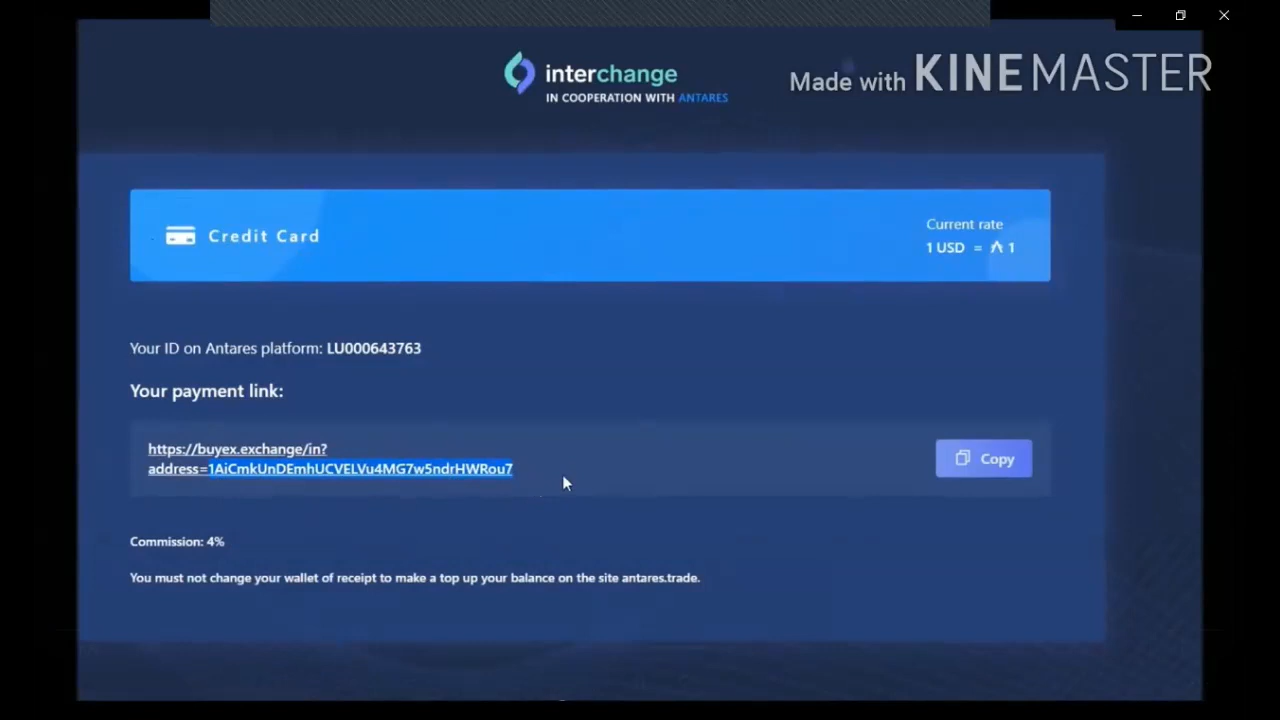 interchange
IN COOPERATION WITH ANTARES
Made with KINEMASTER
Credit Card
Current rate
1 USD = 1
Your ID on Antares platform: LU000643763
Your payment link:
https://buyex.exchange/in?
address=1AiCmkUnDEmhUCVELVu4MG7w5ndrHWRou7
Copy
Commission: 4%
You must not change your wallet of receipt to make a top up your balance on the site antares.trade.